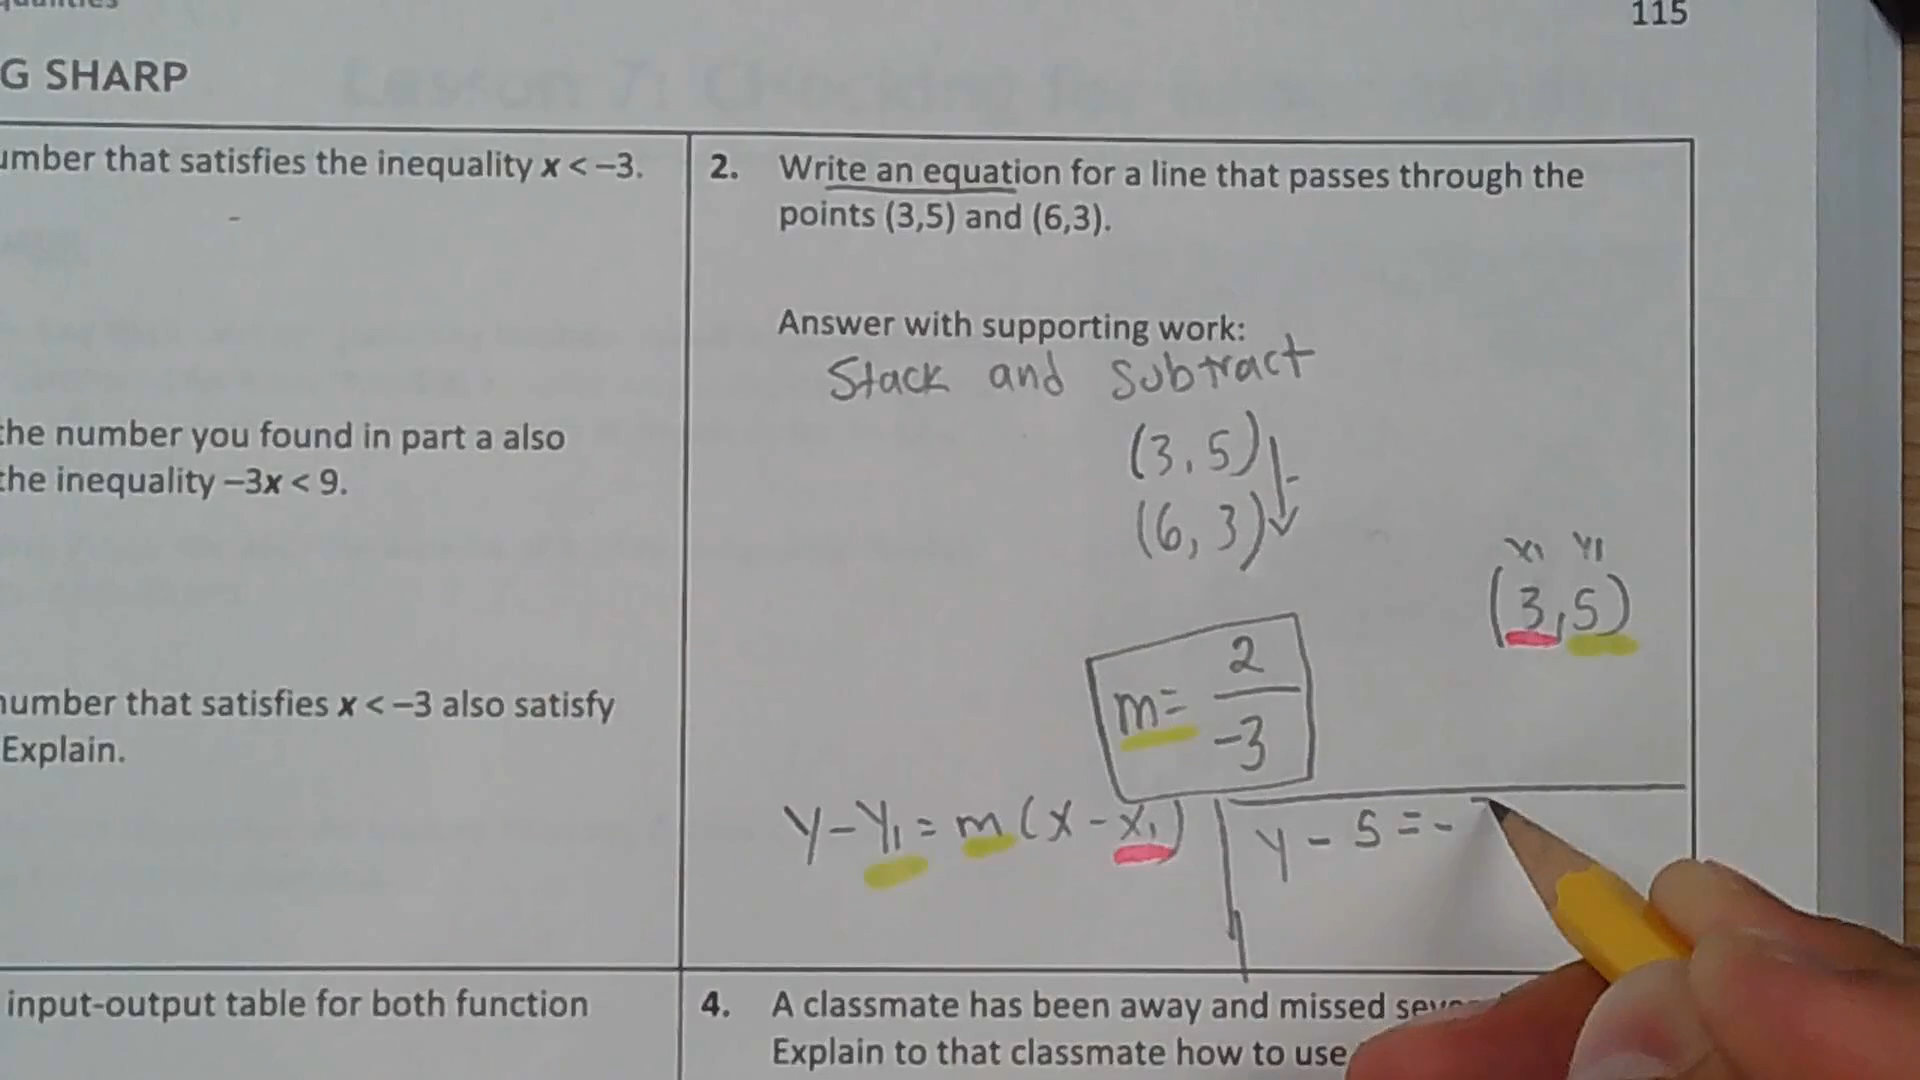 115
G SHARP
umber that satisfies the inequality x < −3.
the number you found in part a also
the inequality −3x < 9.
number that satisfies x < −3 also satisfy
Explain.
input-output table for both function
2. Write an equation for a line that passes through the
points (3,5) and (6,3).
Answer with supporting work:
Stack and Subtract
(3,5)
(6,3)
x1 y1
(3,5)
m= 2
-3
y-y1=m(x-x1)
y-5=-
4. A classmate has been away and missed
Explain to that classmate how to use